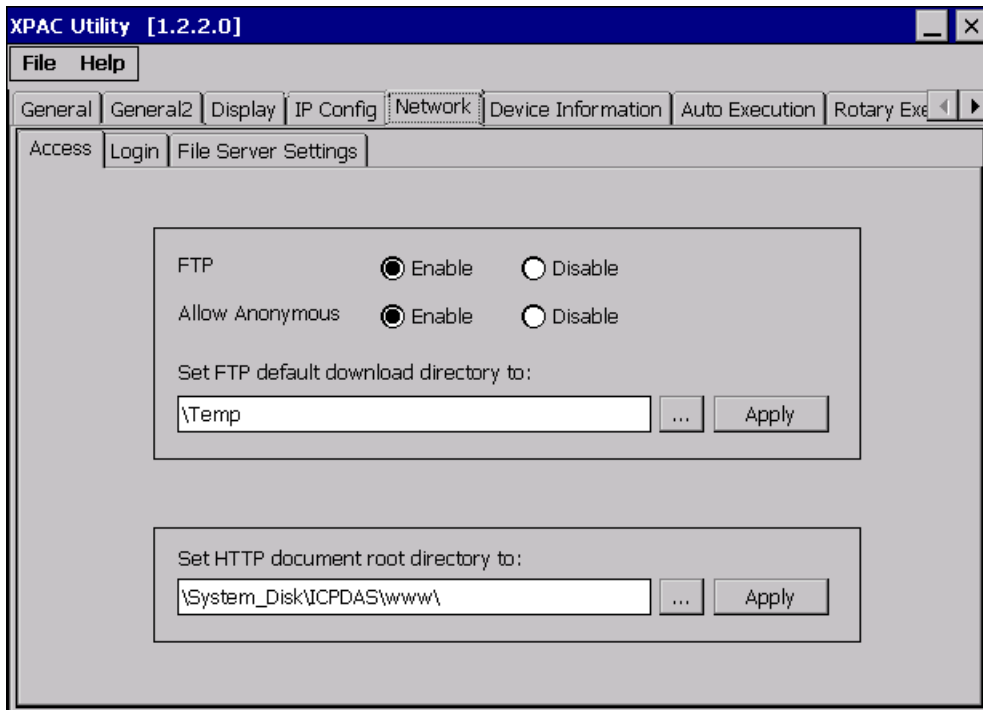 XPAC Utility [1.2.2.0]
File Help
General General2 Display IP Config Network Device Information Auto Execution Rotary Exe
Access Login File Server Settings
FTP Enable Disable
Allow Anonymous Enable Disable
Set FTP default download directory to:
\Temp ... Apply
Set HTTP document root directory to:
\System_Disk\ICPDAS\www\ ... Apply